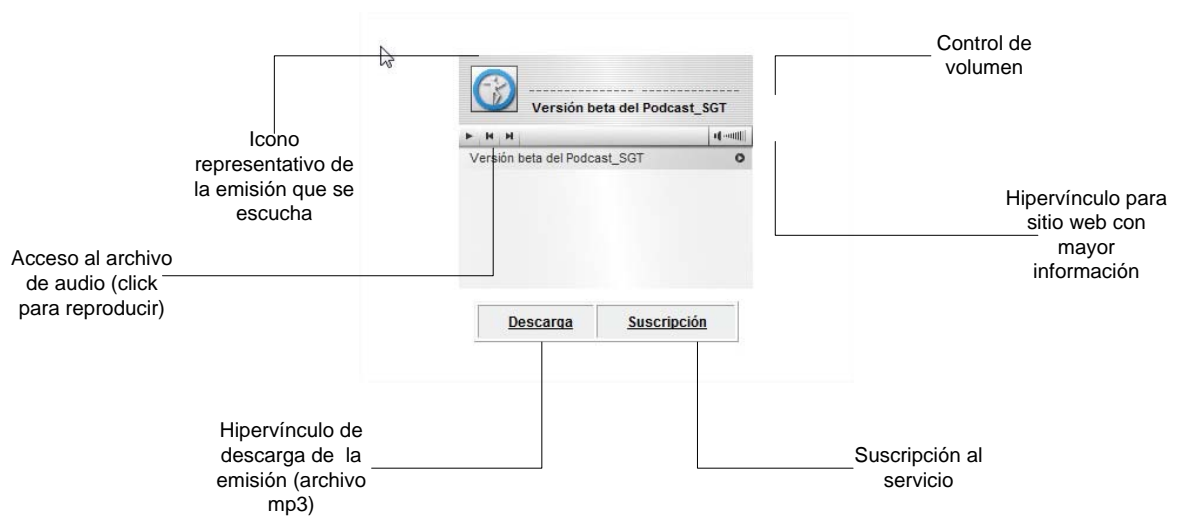 Control de
volumen
Versión beta del Podcast_SGT
Icono
representativo de
la emisión que se
escucha
Versión beta del Podcast_SGT
Hipervínculo para
sitio web con
mayor
información
Acceso al archivo
de audio (click
para reproducir)
Descarga
Suscripción
Hipervínculo de
descarga de la
emisión (archivo
mp3)
Suscripción al
servicio